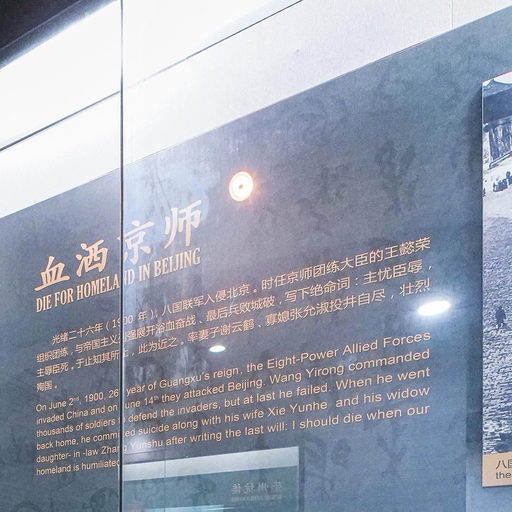 血洒京师
DIE FOR HOMELAND IN BEIJING
光绪二十六年（1900 年），八国联军入侵北京。时任京师团练大臣的王懿荣
组织团练，与帝国主义列强展开浴血奋战、最后兵败城破，写下绝命词：主忧臣辱，
主辱臣死，于止知其所止，此为近之。率妻子谢云鹤、寡媳张允淑投井自尽，壮烈
殉国。
On June 2nd, 1900, 26 year of Guangxu's reign, the Eight-Power Allied Forces
invaded China and on June 14th they attacked Beijing. Wang Yirong commanded
thousands of soldiers to defend the invaders, but at last he failed. When he went
back home, he committed suicide along with his wife Xie Yunhe and his widow
daughter- in -law Zhang Yunshu after writing the last will: I should die when our
homeland is humiliated
八国
the